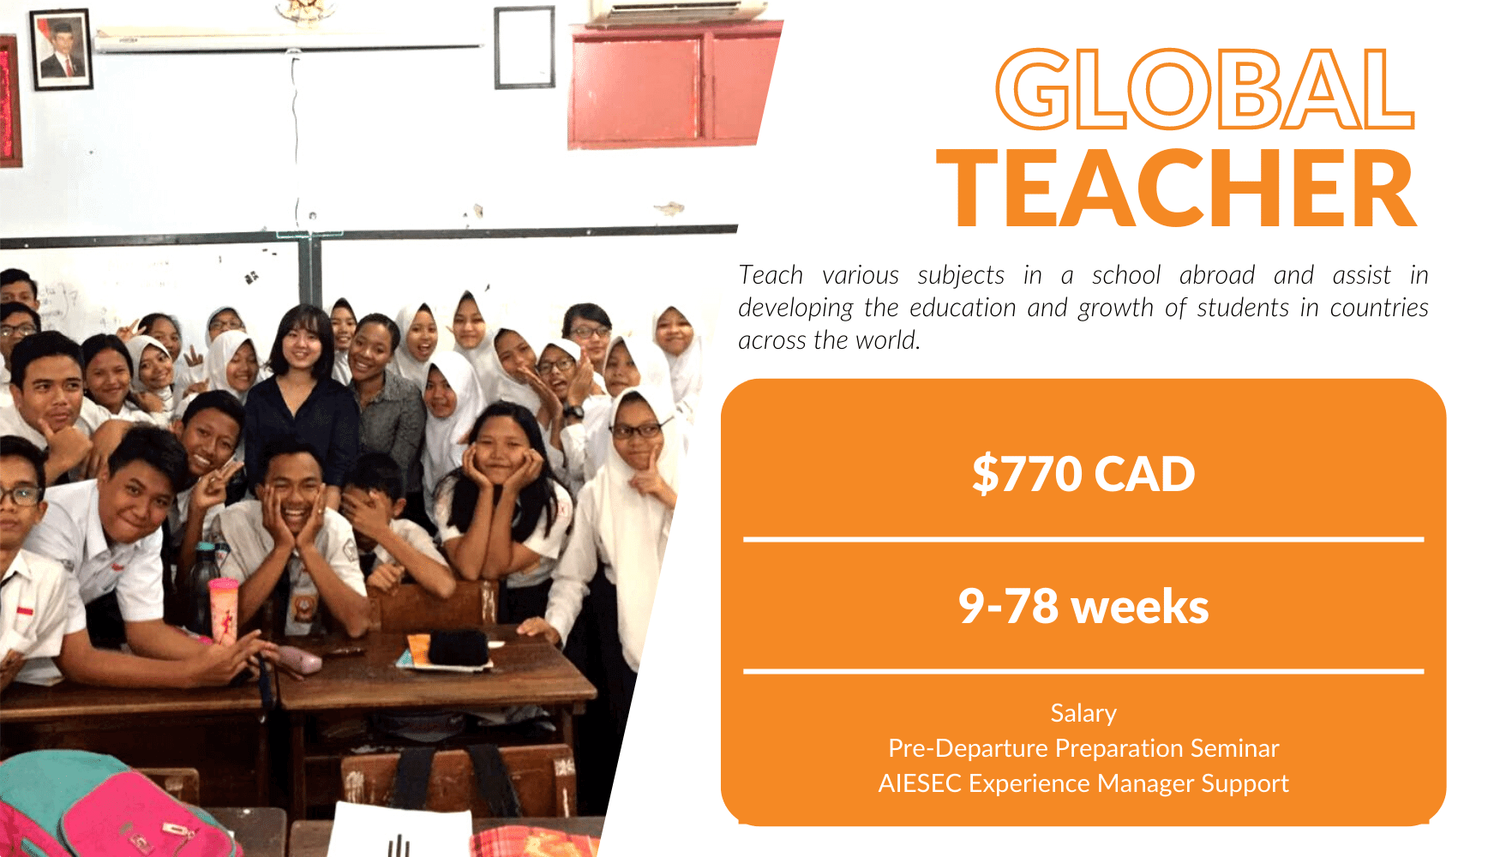 GLOBAL
TEACHER
Teach various subjects in a school abroad and assist in
developing the education and growth of students in countries
across the world.
$770 CAD
9-78 weeks
Salary
Pre-Departure Preparation Seminar
AIESEC Experience Manager Support